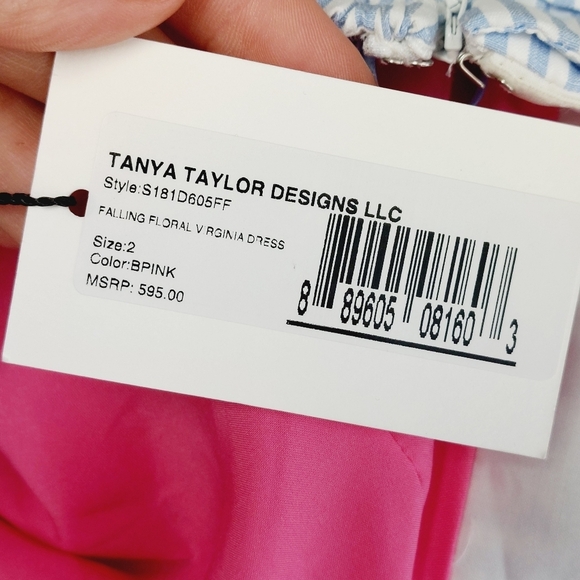 TANYA TAYLOR DESIGNS LLC
Style:S181D605FF
FALLING FLORAL VIRGINIA DRESS
Size:2
Color:BPINK
MSRP: 595.00
8 89605 08160 3